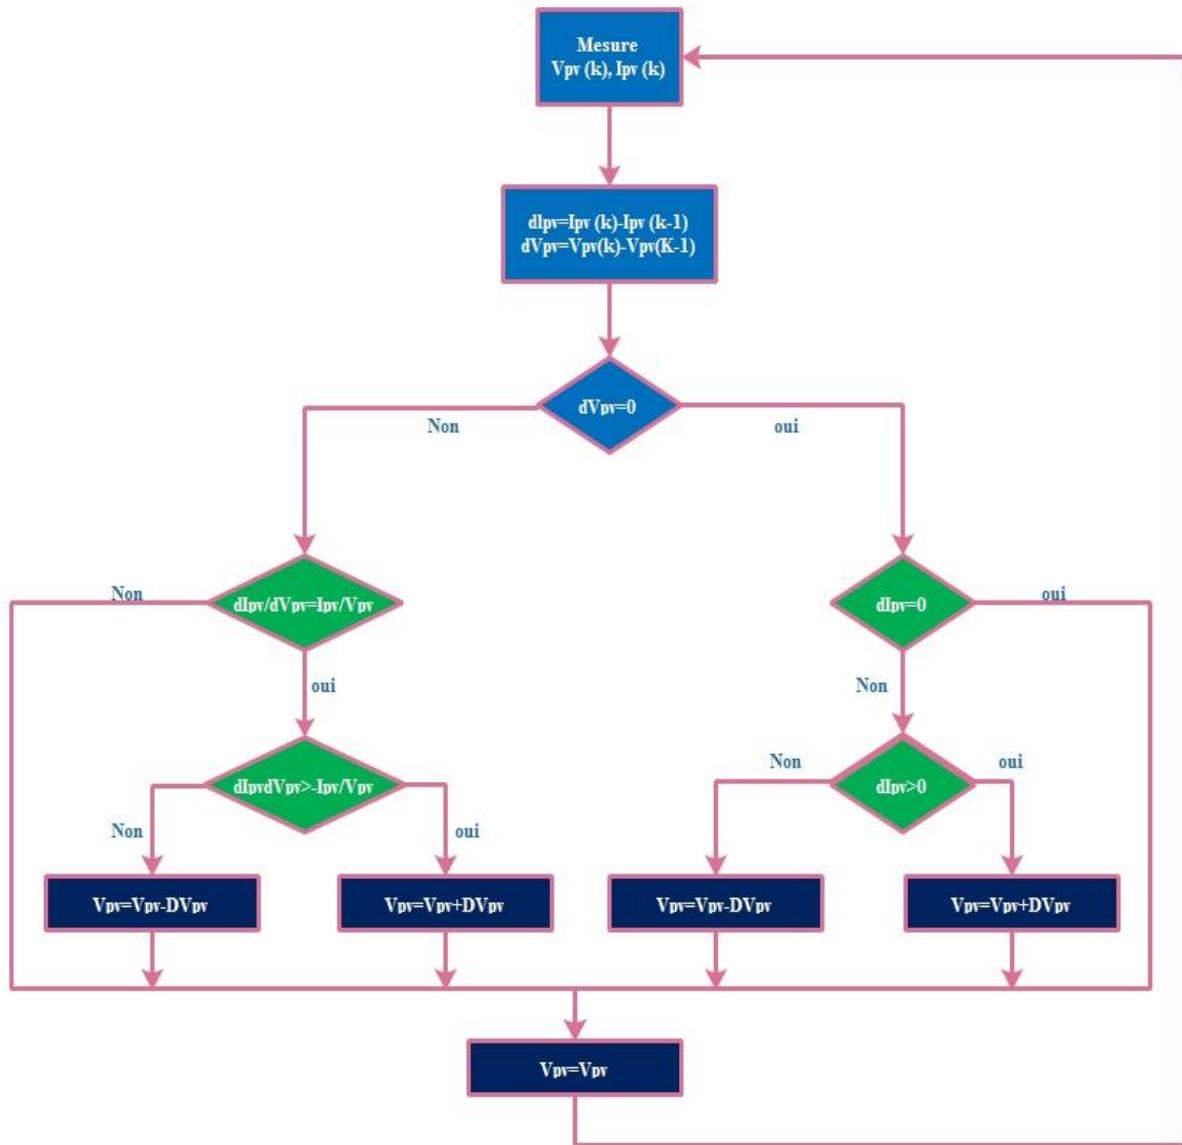 Mesure
Vpv (k), Ipv (k)
dIpv=Ipv (k)-Ipv (k-1)
dVpv=Vpv(k)-Vpv(K-1)
dVpv=0
Non
oui
Non
dIpv/dVpv=Ipv/Vpv
dIpv=0
oui
oui
Non
Non
dIpvdVpv>-Ipv/Vpv
dIpv>0
oui
Non
oui
Vpv=Vpv-DVpv
Vpv=Vpv+DVpv
Vpv=Vpv-DVpv
Vpv=Vpv+DVpv
Vpv=Vpv